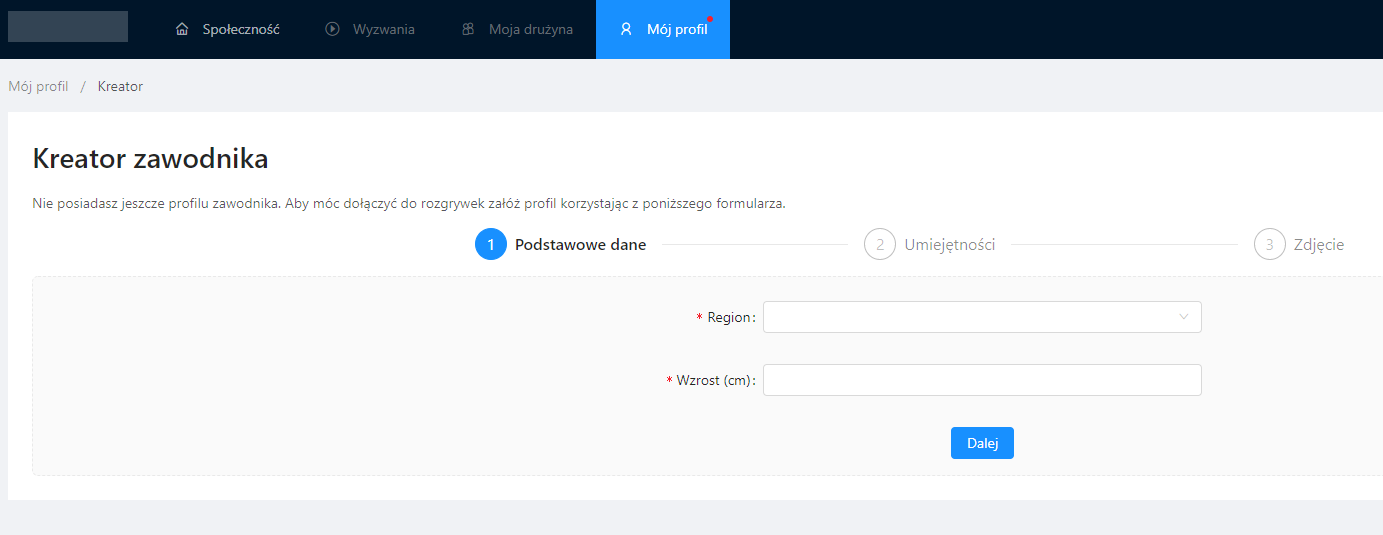 Społeczność Wyzwania Moja drużyna Mój profil
Mój profil / Kreator
Kreator zawodnika
Nie posiadasz jeszcze profilu zawodnika. Aby móc dołączyć do rozgrywek załóż profil korzystając z poniższego formularza.
1 Podstawowe dane 2 Umiejętności 3 Zdjęcie
* Region:
* Wzrost (cm):
Dalej